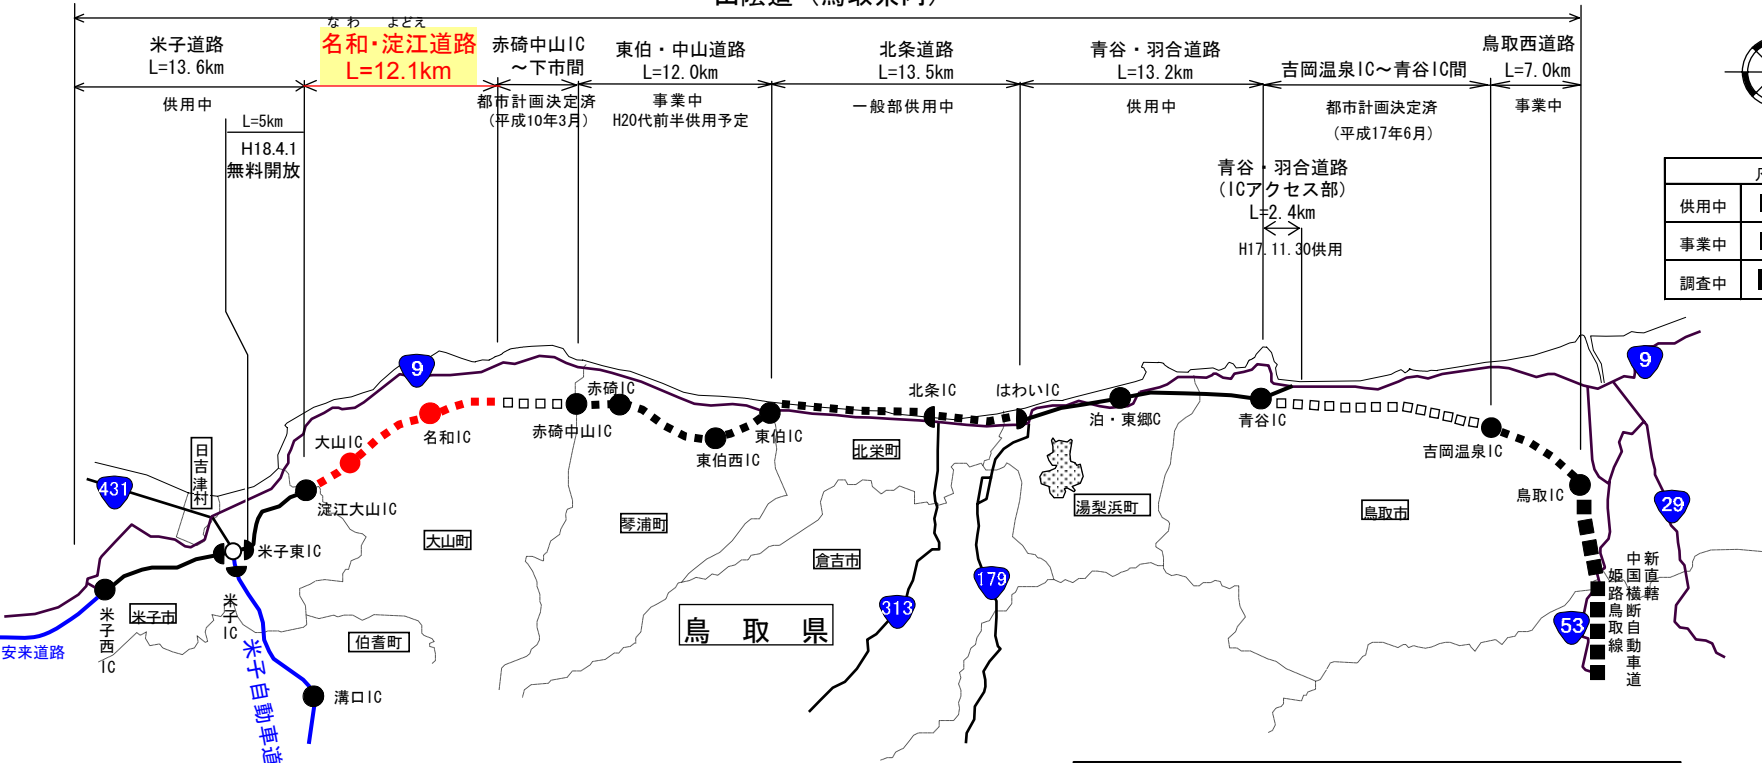 山陰道(鳥取県内)
米子道路
L=13.6km
供用中
なわ よどえ
名和・淀江道路
L=12.1km
赤碕中山IC
～下市間
都市計画決定済
(平成10年3月)
東伯・中山道路
L=12.0km
事業中
H20代前半供用予定
北条道路
L=13.5km
一般部供用中
青谷・羽合道路
L=13.2km
供用中
吉岡温泉IC～青谷IC間
都市計画決定済
(平成17年6月)
鳥取西道路
L=7.0km
事業中
L=5km
H18.4.1
無料開放
青谷・羽合道路
(ICアクセス部)
L=2.4km
H17.11.30供用
供用中
事業中
調査中
9
9
赤碕IC
北条IC
はわいIC
大山IC
名和IC
赤碕中山IC
東伯IC
泊・東郷C
青谷IC
東伯西IC
吉岡温泉IC
日吉津村
北栄町
431
淀江大山IC
湯梨浜町
鳥取市
鳥取IC
29
琴浦町
大山町
米子東IC
倉吉市
179
新直轄
中国横断自動車道
姫路鳥取線
米子西IC
米子市
米子IC
313
鳥取県
53
伯耆町
安来道路
米子自動車道
溝口IC